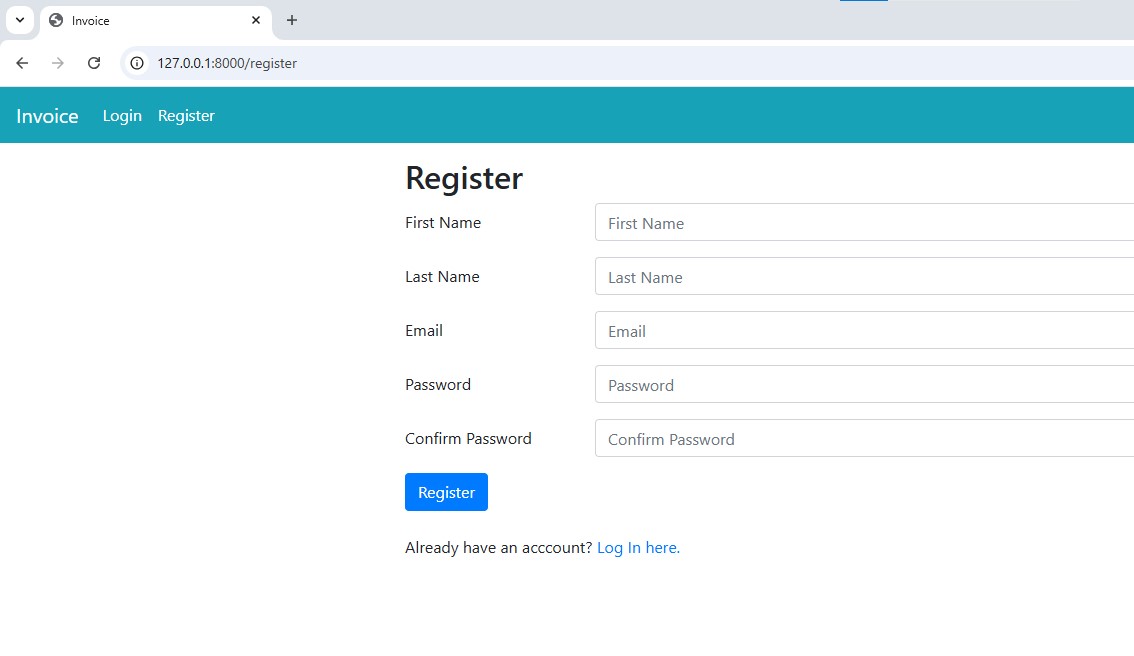 Invoice
127.0.0.1:8000/register
Invoice Login Register
Register
First Name First Name
Last Name Last Name
Email Email
Password Password
Confirm Password Confirm Password
Register
Already have an acccount? Log In here.